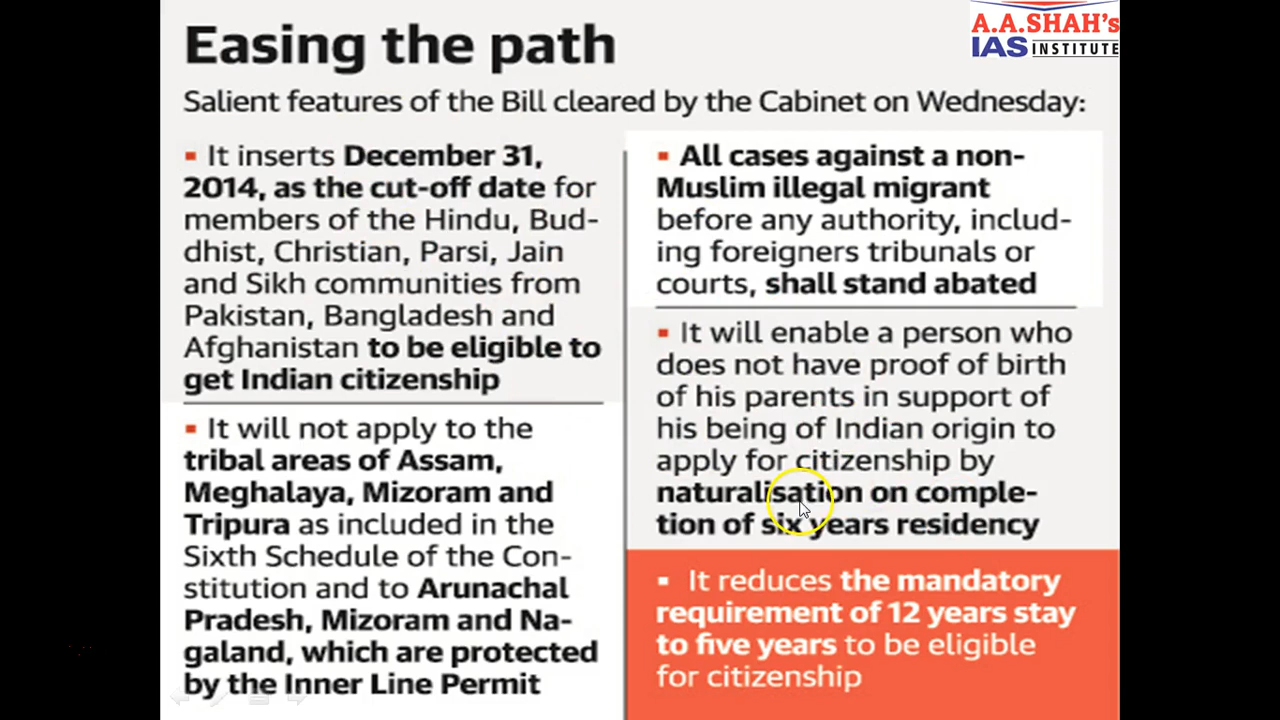 A.A.SHAH's
IAS INSTITUTE
Easing the path
Salient features of the Bill cleared by the Cabinet on Wednesday:
▪ It inserts December 31,
2014, as the cut-off date for
members of the Hindu, Bud-
dhist, Christian, Parsi, Jain
and Sikh communities from
Pakistan, Bangladesh and
Afghanistan to be eligible to
get Indian citizenship
▪ It will not apply to the
tribal areas of Assam,
Meghalaya, Mizoram and
Tripura as included in the
Sixth Schedule of the Con-
stitution and to Arunachal
Pradesh, Mizoram and Na-
galand, which are protected
by the Inner Line Permit
▪ All cases against a non-
Muslim illegal migrant
before any authority, includ-
ing foreigners tribunals or
courts, shall stand abated
▪ It will enable a person who
does not have proof of birth
of his parents in support of
his being of Indian origin to
apply for citizenship by
naturalisation on comple-
tion of six years residency
▪ It reduces the mandatory
requirement of 12 years stay
to five years to be eligible
for citizenship